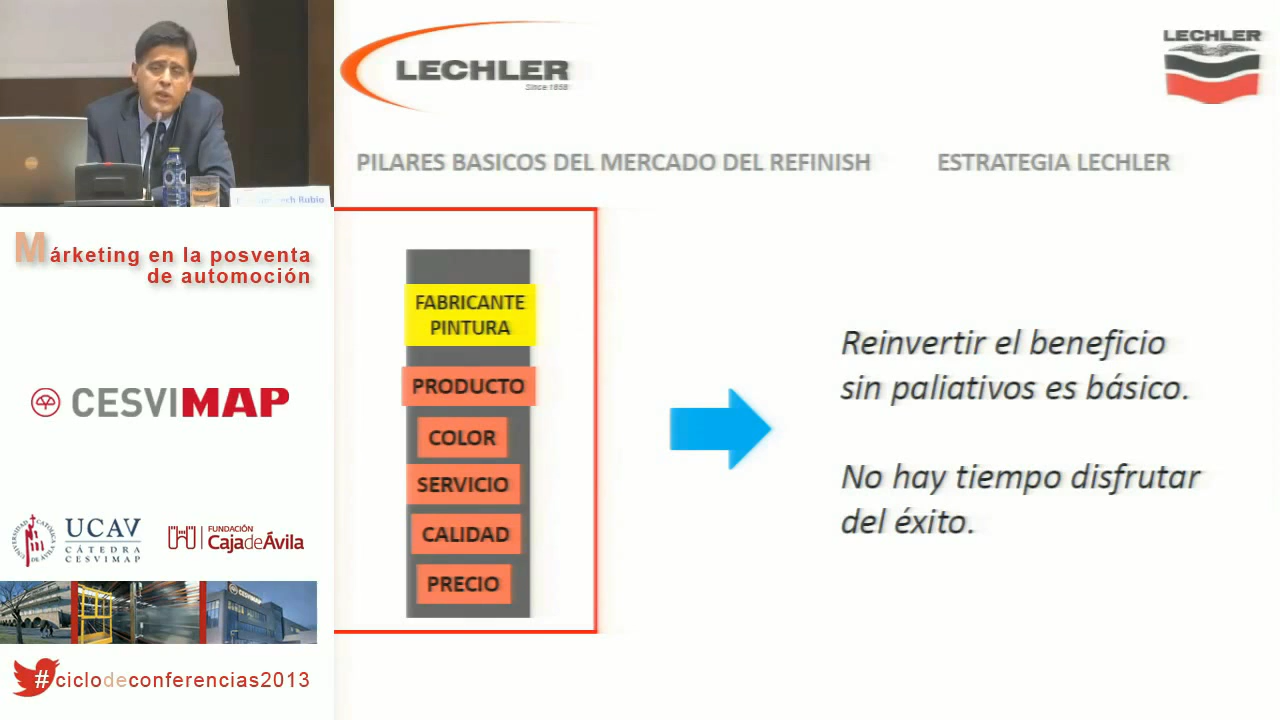 LECHLER
Since 1858
LECHLER
PILARES BASICOS DEL MERCADO DEL REFINISH
ESTRATEGIA LECHLER
Márketing en la posventa
de automoción
FABRICANTE
PINTURA
PRODUCTO
COLOR
SERVICIO
CALIDAD
PRECIO
Reinvertir el beneficio
sin paliativos es básico.
No hay tiempo disfrutar
del éxito.
CESVIMAP
UCAV
CÁTEDRA
CESVIMAP
FUNDACIÓN
CajadeÁvila
CESVIMAP
#ciclodeconferencias2013